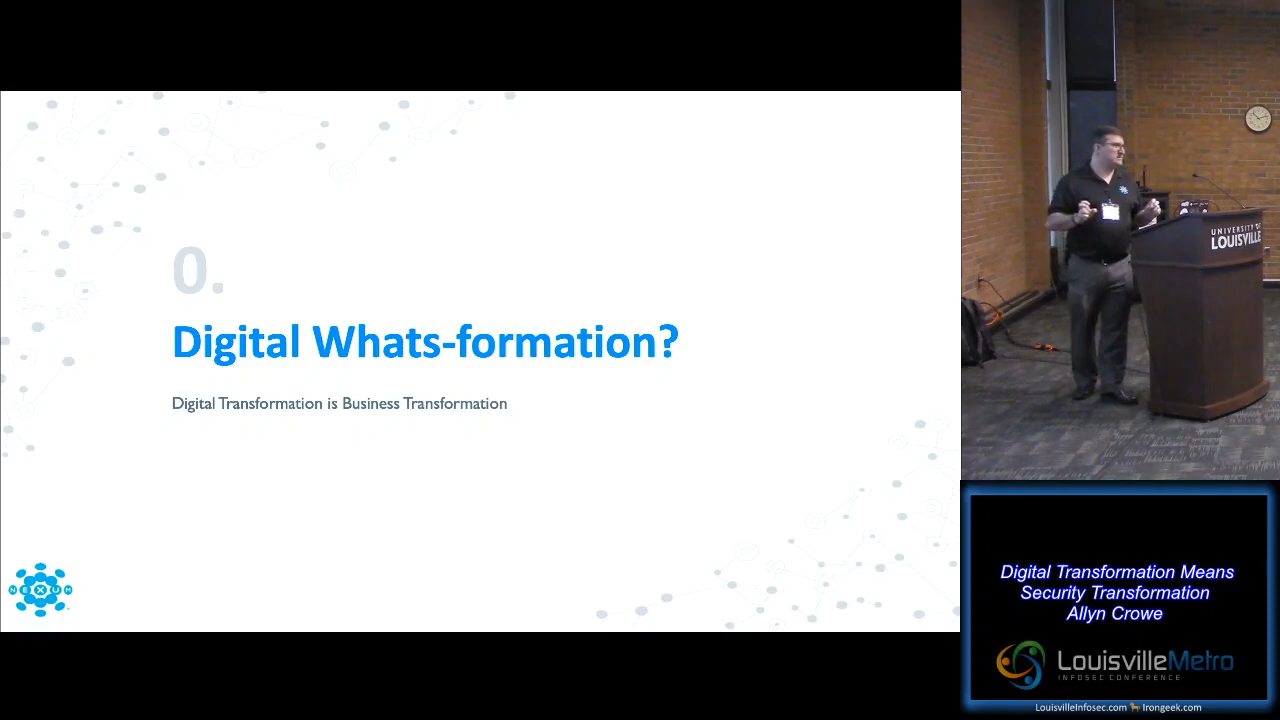 0.
Digital Whats-formation?
Digital Transformation is Business Transformation
NEXUM
UNIVERSITY OF
LOUISVILLE
Digital Transformation Means
Security Transformation
Allyn Crowe
LouisvilleMetro
INFOSEC CONFERENCE
LouisvilleInfosec.com Irongeek.com